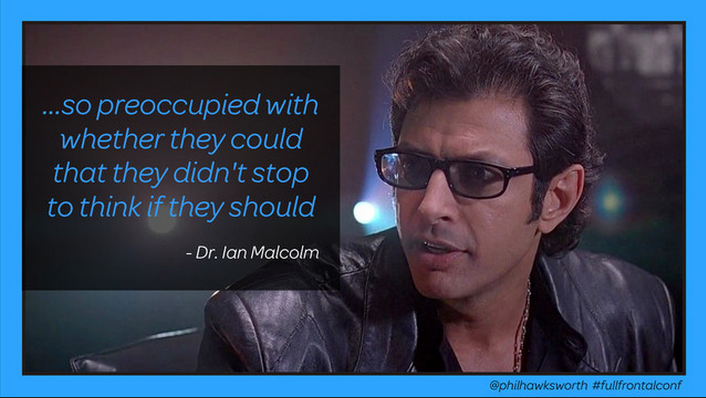 ...so preoccupied with
whether they could
that they didn't stop
to think if they should
- Dr. Ian Malcolm
@philhawksworth #fullfrontalconf